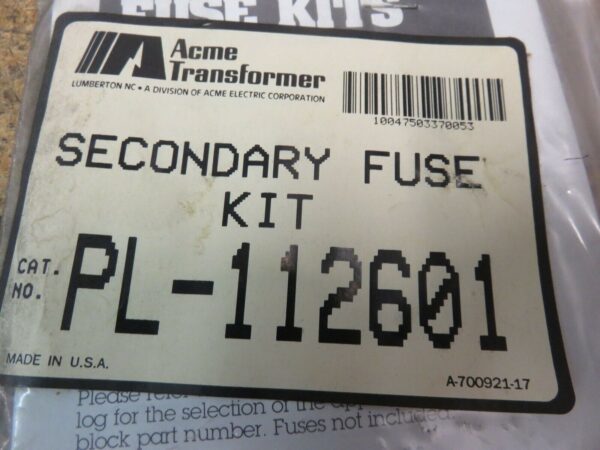 FUSE KITS
Acme
Transformer
LUMBERTON NC • A DIVISION OF ACME ELECTRIC CORPORATION
10047503370053
SECONDARY FUSE
KIT
CAT.
NO.
PL-112601
MADE IN U.S.A.
A-700921-17
Please
log for the selection of the
block part number. Fuses not included.